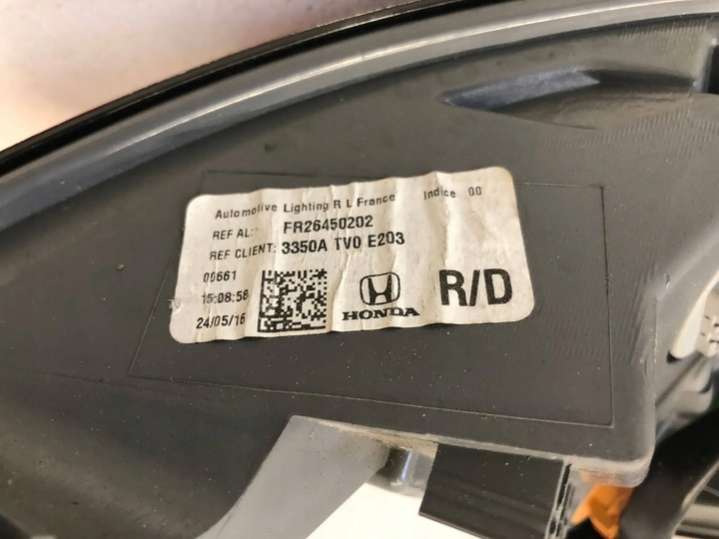 Automotive Lighting R L France Indice 00
REF AL: FR26450202
REF CLIENT: 3350A TV0 E203
00661
15:08:58
24/05/16
HONDA
R/D